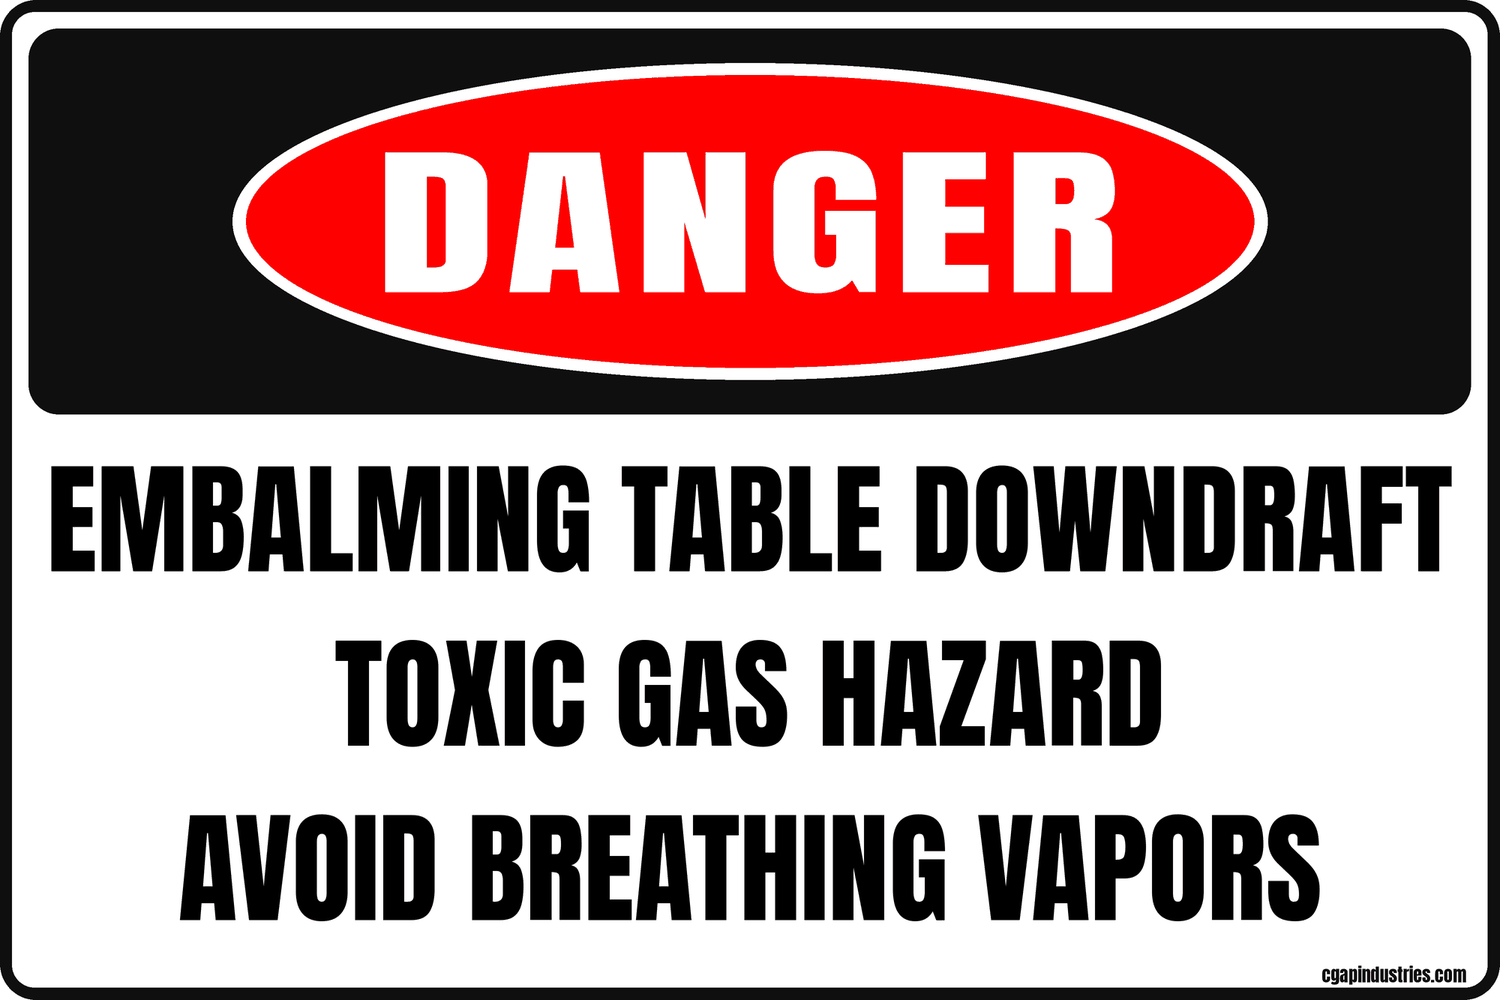 DANGER
EMBALMING TABLE DOWNDRAFT
TOXIC GAS HAZARD
AVOID BREATHING VAPORS
cgapindustries.com